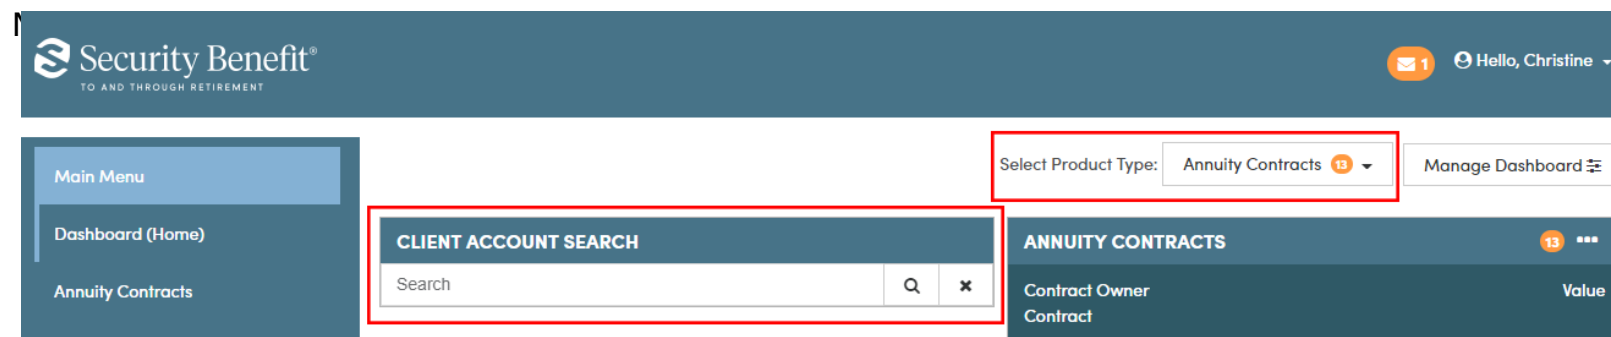 Security Benefit®
TO AND THROUGH RETIREMENT
1
Hello, Christine
Select Product Type:
Annuity Contracts 13
Manage Dashboard
Main Menu
Dashboard (Home)
Annuity Contracts
CLIENT ACCOUNT SEARCH
Search
ANNUITY CONTRACTS 13
Contract Owner
Value
Contract